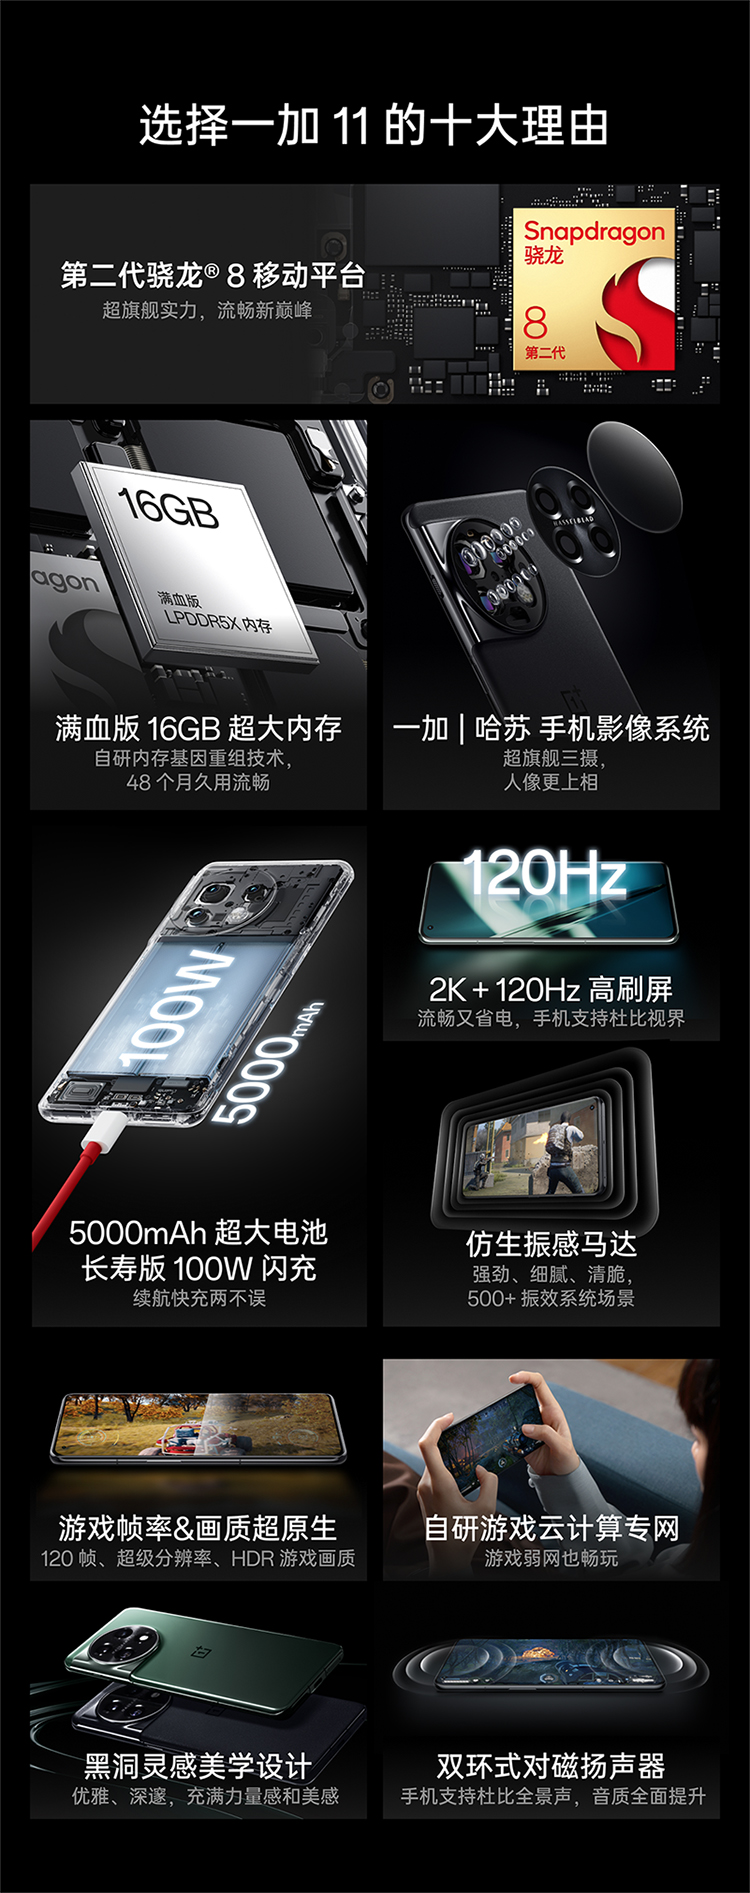 选择一加 11 的十大理由
第二代骁龙® 8 移动平台
超旗舰实力，流畅新巅峰
Snapdragon
骁龙
8
第二代
16GB
满血版
LPDDR5X 内存
agon
满血版 16GB 超大内存
自研内存基因重组技术，
48 个月久用流畅
HASSELBLAD
一加 | 哈苏 手机影像系统
超旗舰三摄，
人像更上相
100W
5000mAh
5000mAh 超大电池
长寿版 100W 闪充
续航快充两不误
120Hz
2K + 120Hz 高刷屏
流畅又省电，手机支持杜比视界
仿生振感马达
强劲、细腻、清脆，
500+ 振效系统场景
游戏帧率&画质超原生
120 帧、超级分辨率、HDR 游戏画质
自研游戏云计算专网
游戏弱网也畅玩
黑洞灵感美学设计
优雅、深邃，充满力量感和美感
双环式对磁扬声器
手机支持杜比全景声，音质全面提升